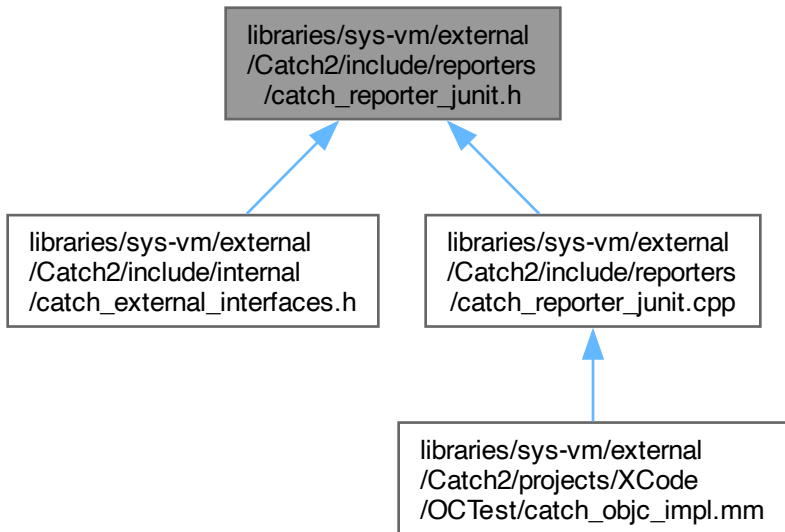 libraries/sys-vm/external
/Catch2/include/reporters
/catch_reporter_junit.h
libraries/sys-vm/external
/Catch2/include/internal
/catch_external_interfaces.h
libraries/sys-vm/external
/Catch2/include/reporters
/catch_reporter_junit.cpp
libraries/sys-vm/external
/Catch2/projects/XCode
/OCTest/catch_objc_impl.mm